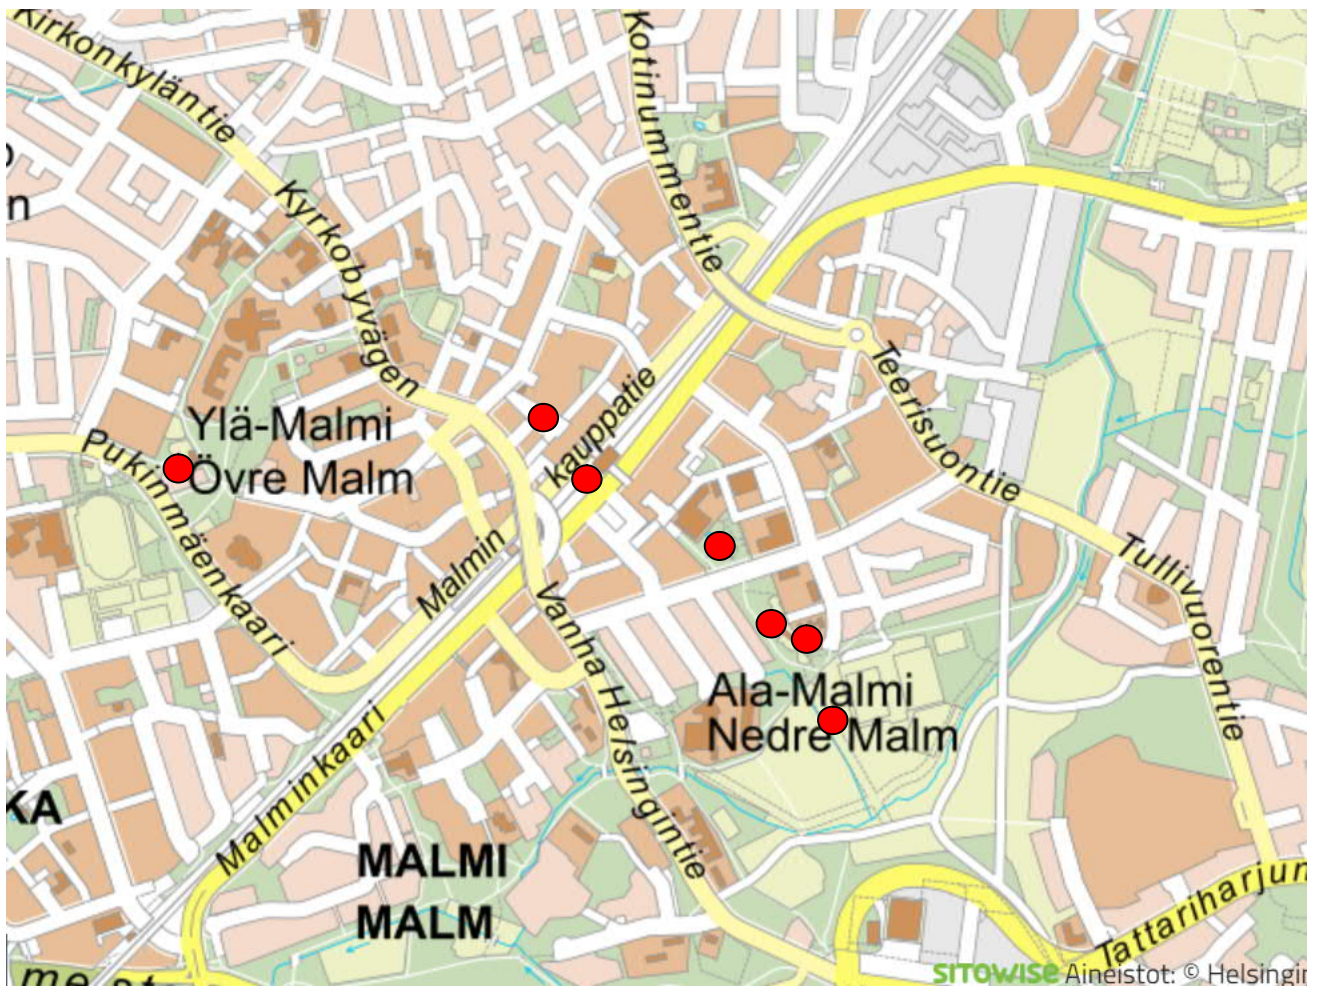 Kirkonkyläntie
Kotinummentie
n
Kyrkobyvägen
Teerisuontie
Ylä-Malmi
Övre Malm
Pukinmäenkaari
Malmin
kauppatie
Vanha Helsingintie
Tullivuorentie
Ala-Malmi
Nedre Malm
Malminkaari
KA
MALMI
MALM
Tattariharjun
SITOWISE Aineistot: © Helsingin